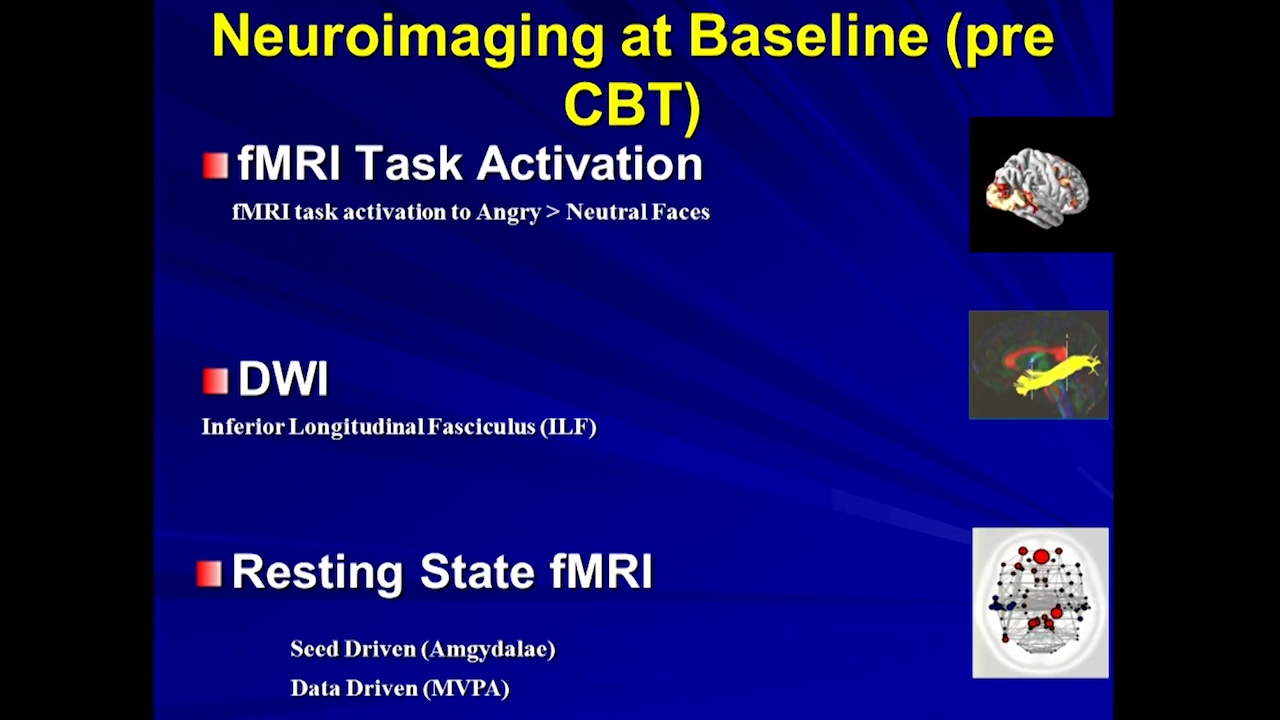 Neuroimaging at Baseline (pre
CBT)
fMRI Task Activation
fMRI task activation to Angry > Neutral Faces
DWI
Inferior Longitudinal Fasciculus (ILF)
Resting State fMRI
Seed Driven (Amgydalae)
Data Driven (MVPA)